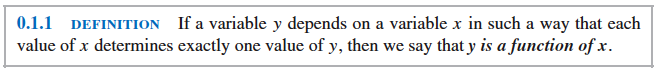 0.1.1 DEFINITION If a variable y depends on a variable x in such a way that each
value of x determines exactly one value of y, then we say that y is a function of x.